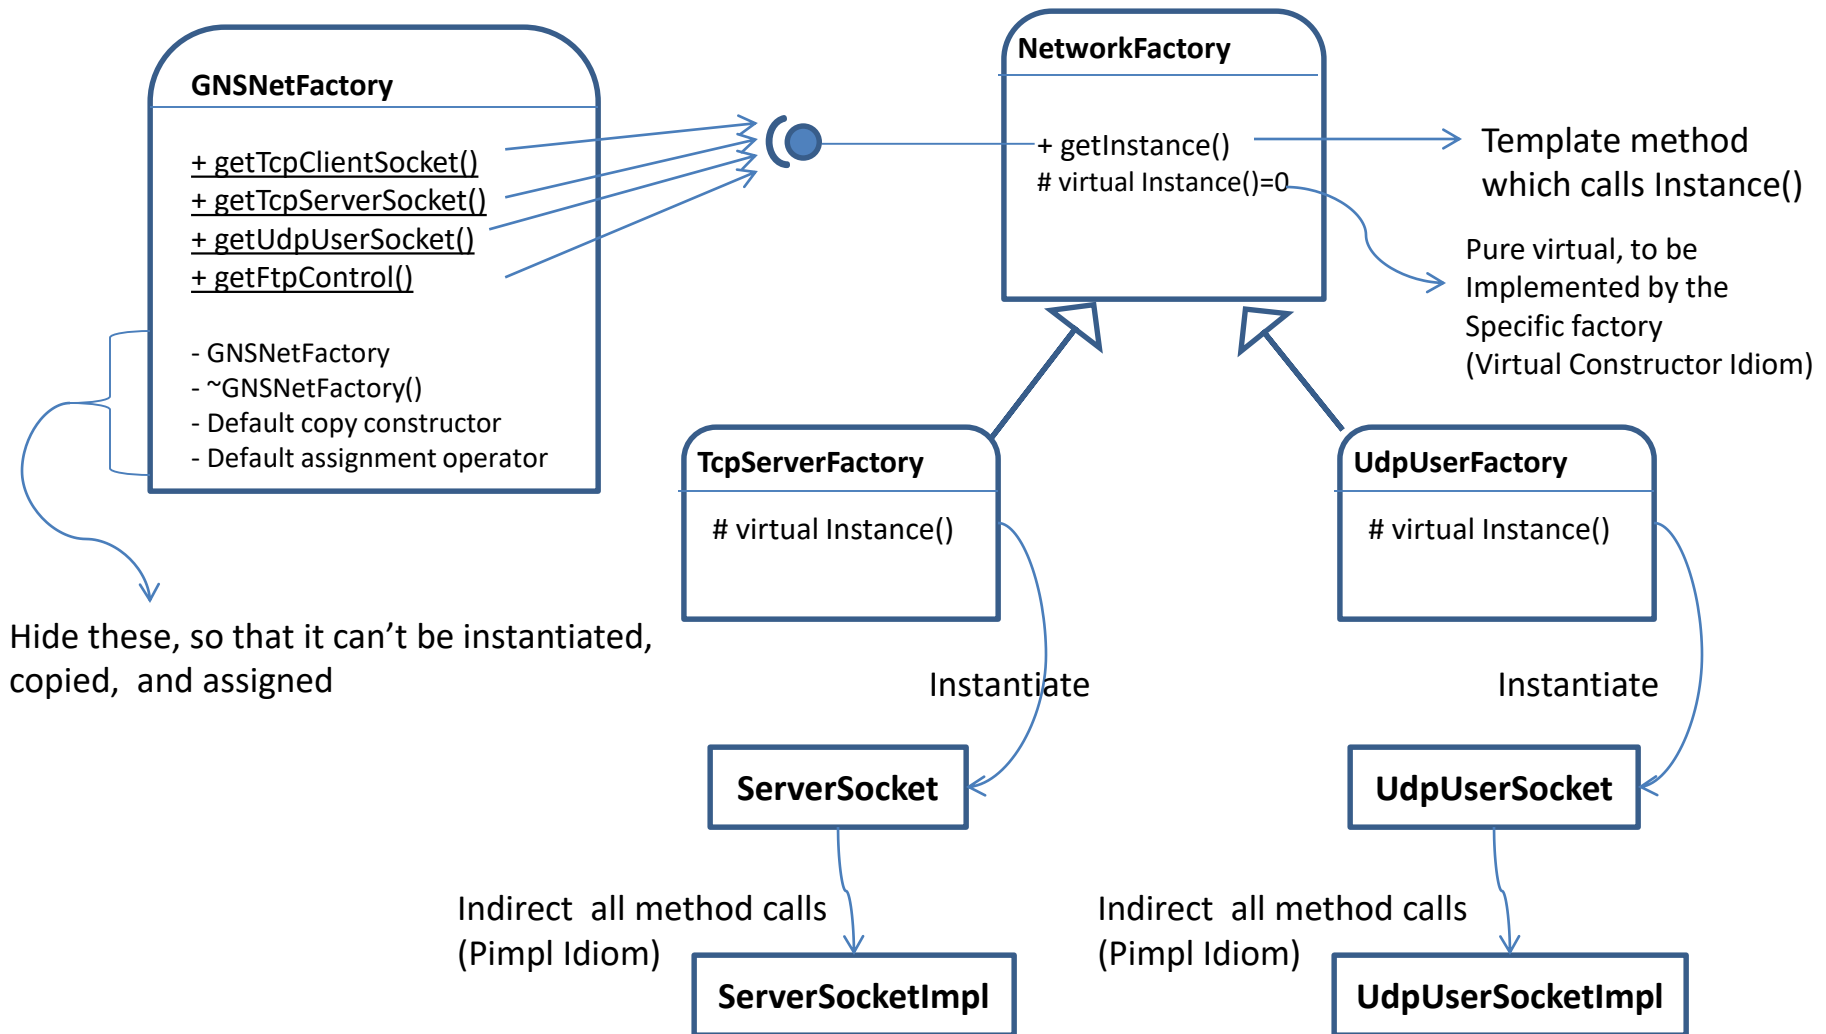 GNSNetFactory
+ getTcpClientSocket()
+ getTcpServerSocket()
+ getUdpUserSocket()
+ getFtpControl()
- GNSNetFactory
- ~GNSNetFactory()
- Default copy constructor
- Default assignment operator
Hide these, so that it can’t be instantiated,
copied, and assigned
NetworkFactory
+ getInstance()
# virtual Instance()=0
Template method
which calls Instance()
Pure virtual, to be
Implemented by the
Specific factory
(Virtual Constructor Idiom)
TcpServerFactory
# virtual Instance()
UdpUserFactory
# virtual Instance()
Instantiate
Instantiate
ServerSocket
UdpUserSocket
Indirect all method calls
(Pimpl Idiom)
Indirect all method calls
(Pimpl Idiom)
ServerSocketImpl
UdpUserSocketImpl